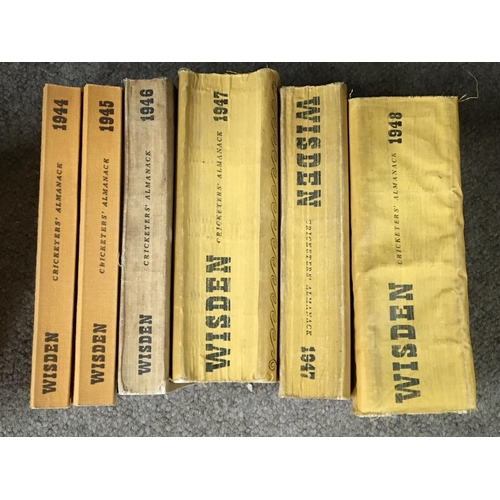 WISDEN CRICKETERS' ALMANACK 1944
WISDEN CRICKETERS' ALMANACK 1945
WISDEN CRICKETERS' ALMANACK 1946
WISDEN CRICKETERS' ALMANACK 1947
WISDEN CRICKETERS' ALMANACK 1947
WISDEN CRICKETERS' ALMANACK 1948